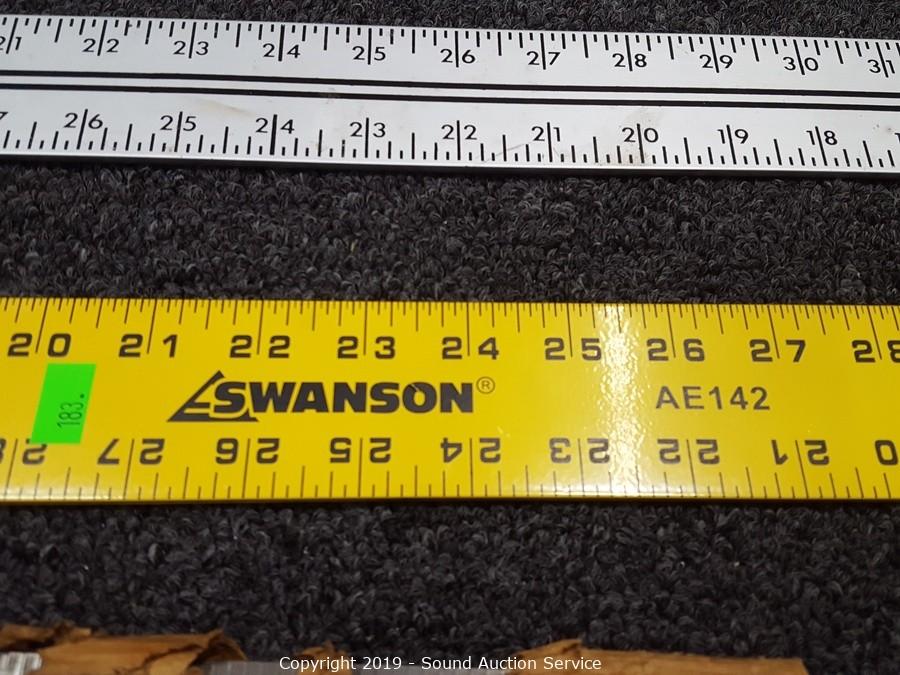 21 22 23 24 25 26 27 28 29 30 31
26 25 24 23 22 21 20 19 18
20 21 22 23 24 25 26 27 28
SWANSON® AE142
183.
27 26 25 24 23 22 21 20
Copyright 2019 - Sound Auction Service